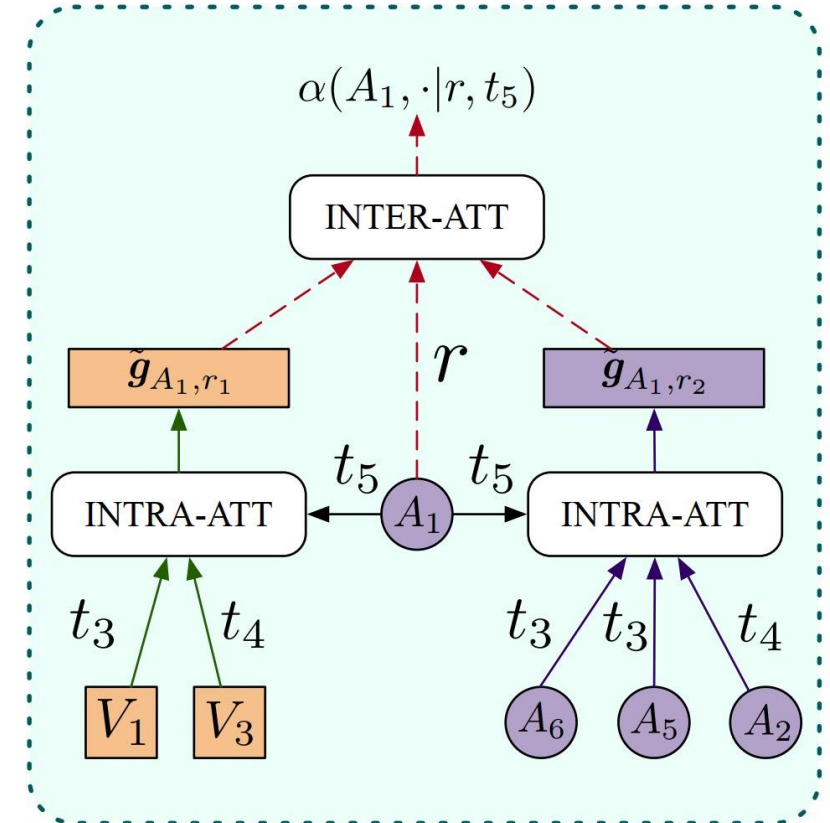 α(A₁, ·|r, t₅)
INTER-ATT
g̃_{A₁,r₁} r g̃_{A₁,r₂}
t₅ t₅
INTRA-ATT A₁ INTRA-ATT
t₃ t₄ t₃ t₃ t₄
V₁ V₃ A₆ A₅ A₂